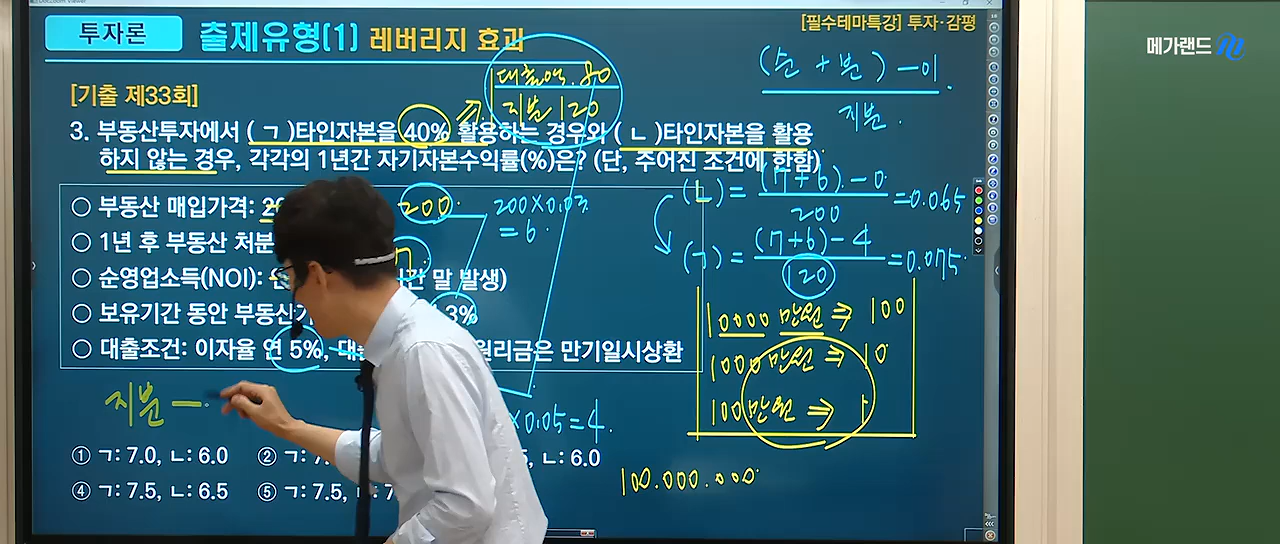 [필수테마특강] 투자·감평
메가랜드
투자론 출제유형(1) 레버리지 효과
대출액. 80
지분 120
(순 + 분) - 이
지분.
[기출 제33회]
3. 부동산투자에서 (ㄱ)타인자본을 40% 활용하는 경우와 (ㄴ)타인자본을 활용
하지 않는 경우, 각각의 1년간 자기자본수익률(%)은? (단, 주어진 조건에 한함)
○ 부동산 매입가격: 200
200×0.03
= 6
○ 1년 후 부동산 처분
○ 순영업소득(NOI): 말 발생)
○ 보유기간 동안 부동산 3%
○ 대출조건: 이자율 연 5%, 원리금은 만기일시상환
(ㄴ) = (7+6) - 0
200
= 0.065
(ㄱ) = (7+6) - 4
120
= 0.075
10000 만원 ⇒ 100
1000만원 ⇒ 10
100만원 ⇒ 1
지분 —
×0.05=4.
① ㄱ: 7.0, ㄴ: 6.0 ② ㄱ: ㄴ: 6.0
④ ㄱ: 7.5, ㄴ: 6.5 ⑤ ㄱ: 7.5, ㄴ:
100.000.000